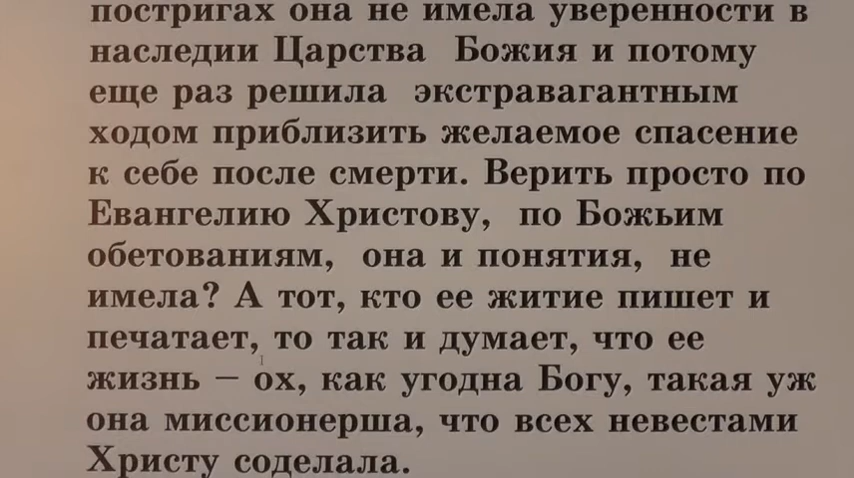 постригах она не имела уверенности в
наследии Царства Божия и потому
еще раз решила экстравагантным
ходом приблизить желаемое спасение
к себе после смерти. Верить просто по
Евангелию Христову, по Божьим
обетованиям, она и понятия, не
имела? А тот, кто ее житие пишет и
печатает, то так и думает, что ее
жизнь – ох, как угодна Богу, такая уж
она миссионерша, что всех невестами
Христу соделала.